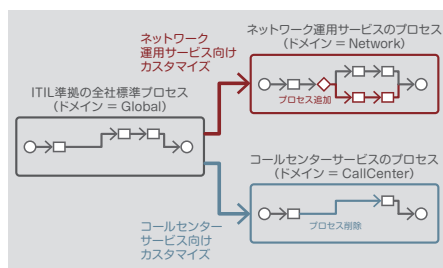 ネットワーク
運用サービス向け
カスタマイズ
ネットワーク運用サービスのプロセス
(ドメイン = Network)
プロセス追加
ITIL準拠の全社標準プロセス
(ドメイン = Global)
コールセンターサービスのプロセス
(ドメイン = CallCenter)
プロセス削除
コールセンター
サービス向け
カスタマイズ